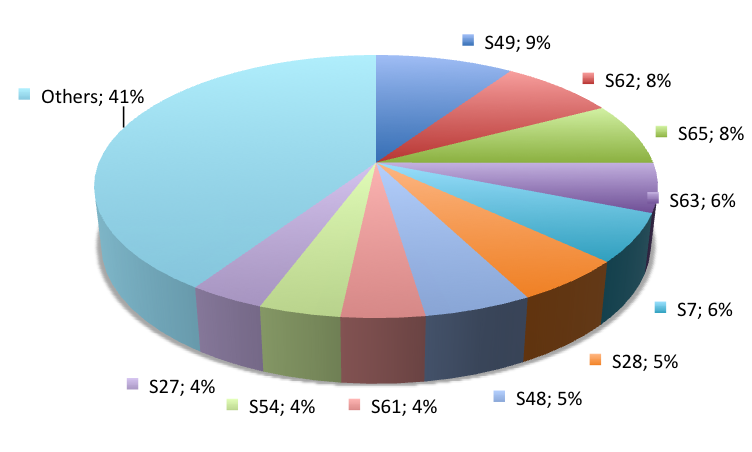 S49; 9%
S62; 8%
Others; 41%
S65; 8%
S63; 6%
S7; 6%
S28; 5%
S27; 4%
S48; 5%
S54; 4%
S61; 4%